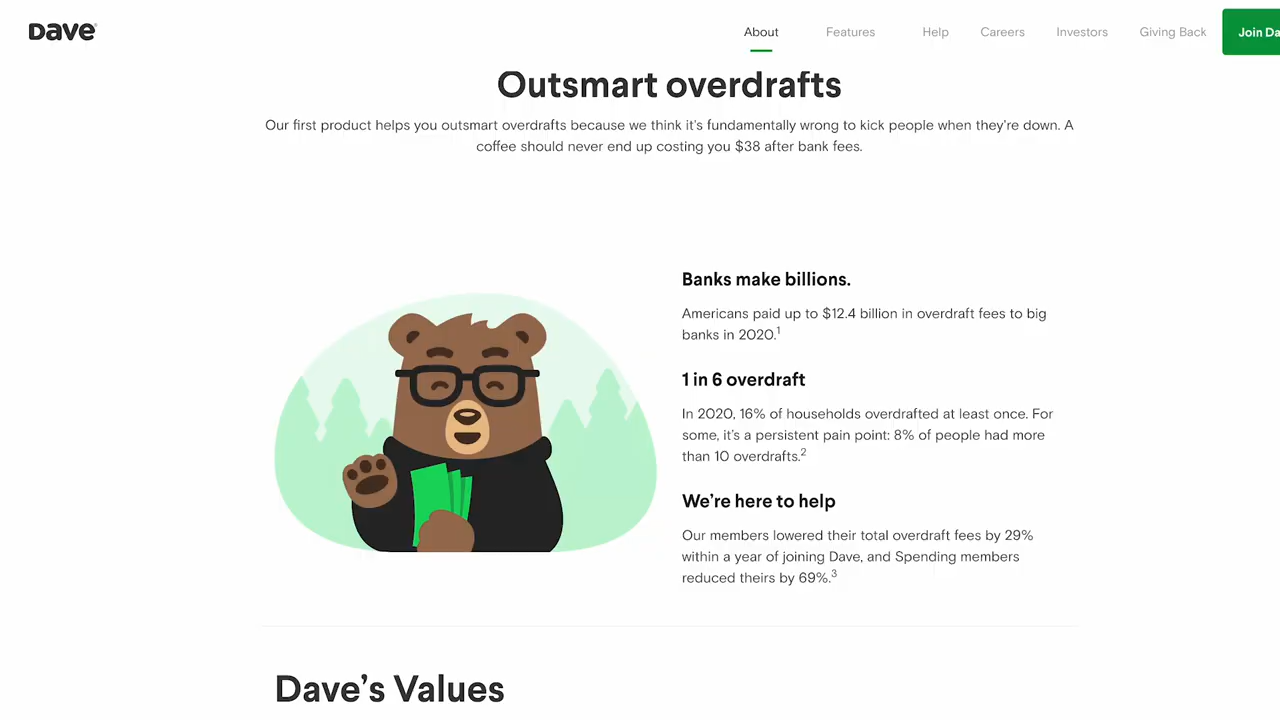 Dave
About Features Help Careers Investors Giving Back Join Da
Outsmart overdrafts
Our first product helps you outsmart overdrafts because we think it's fundamentally wrong to kick people when they're down. A
coffee should never end up costing you $38 after bank fees.
Banks make billions.
Americans paid up to $12.4 billion in overdraft fees to big
banks in 2020.1
1 in 6 overdraft
In 2020, 16% of households overdrafted at least once. For
some, it's a persistent pain point: 8% of people had more
than 10 overdrafts.2
We're here to help
Our members lowered their total overdraft fees by 29%
within a year of joining Dave, and Spending members
reduced theirs by 69%.3
Dave's Values